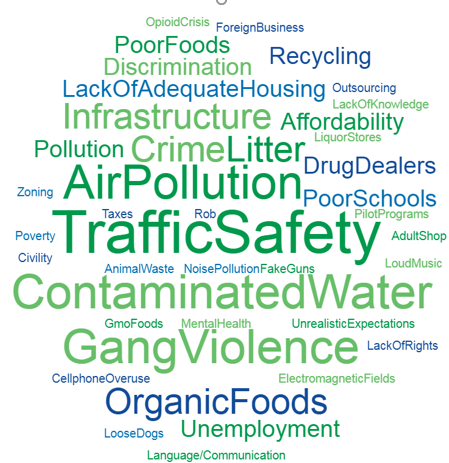 OpioidCrisis ForeignBusiness
PoorFoods Recycling
Discrimination
LackOfAdequateHousing Outsourcing
Infrastructure LackOfKnowledge
Affordability
LiquorStores
Pollution Crime Litter
DrugDealers
AirPollution
Zoning PoorSchools
Taxes Rob PilotPrograms
TrafficSafety
Poverty AdultShop
Civility
AnimalWaste NoisePollution FakeGuns LoudMusic
ContaminatedWater
GmoFoods MentalHealth UnrealisticExpectations
GangViolence LackOfRights
CellphoneOveruse ElectromagneticFields
OrganicFoods
LooseDogs Unemployment
Language/Communication